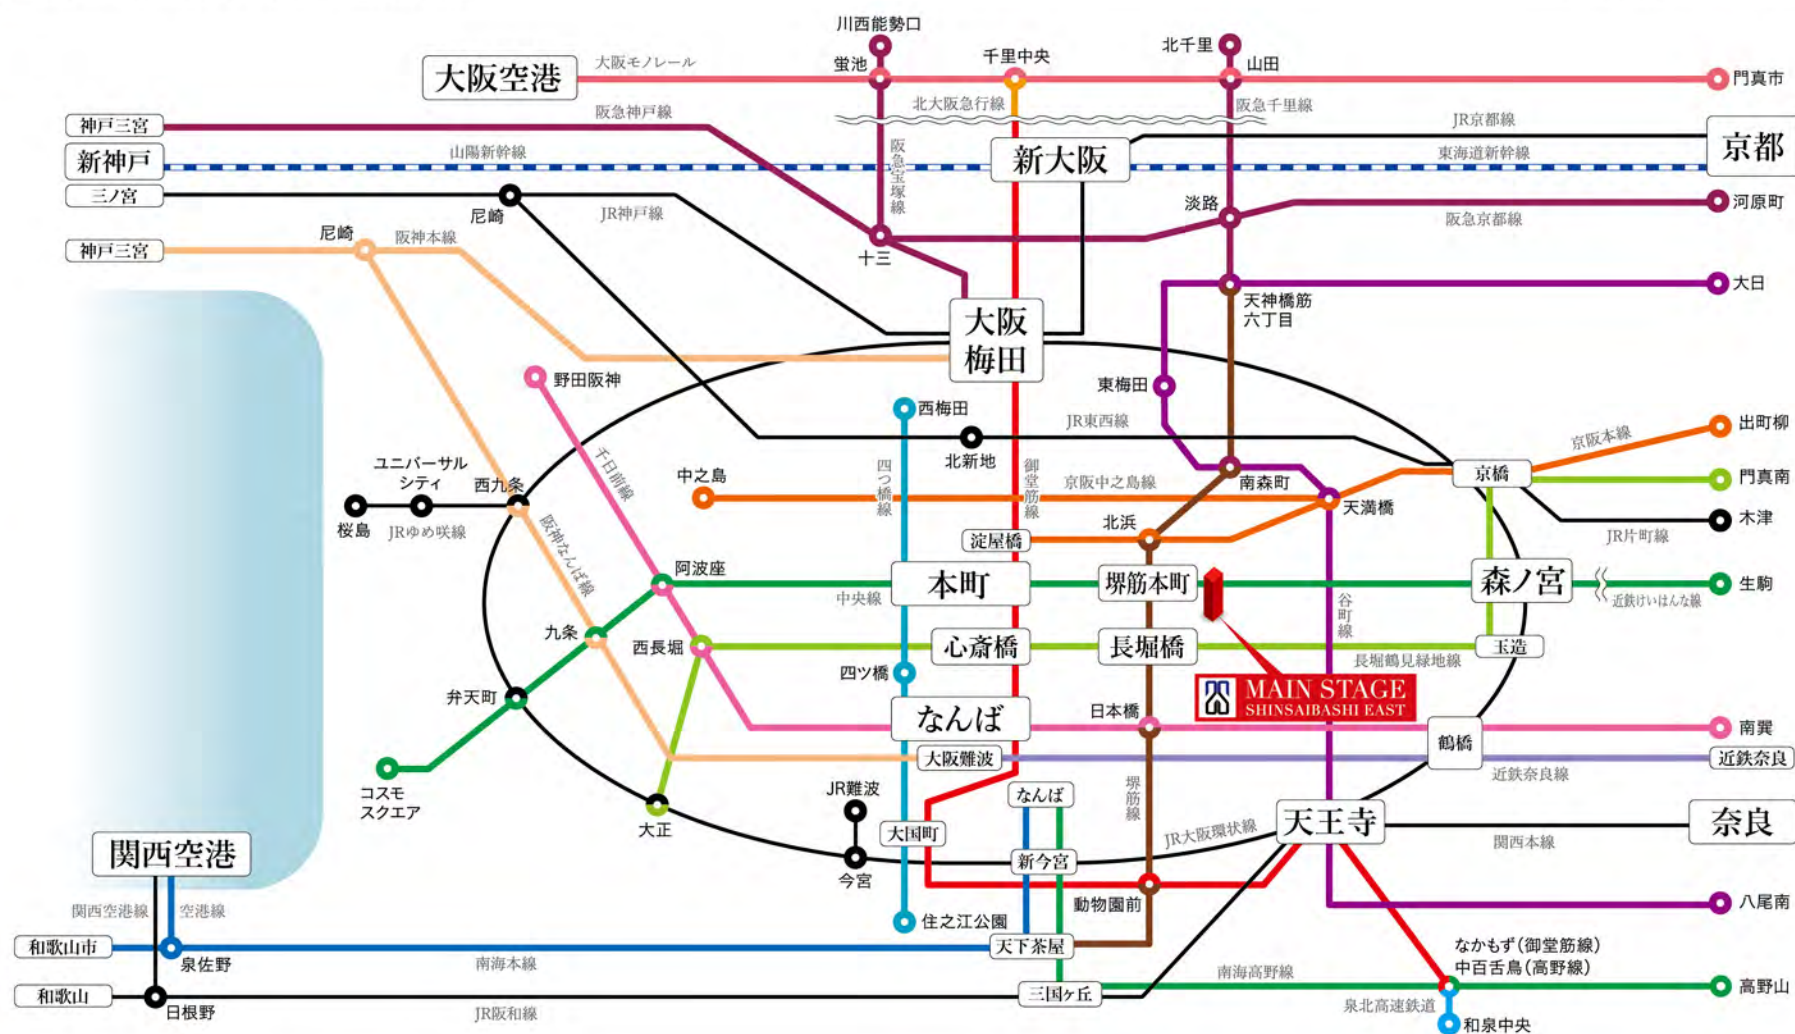 川西能勢口
北千里
大阪空港
大阪モノレール
蛍池
千里中央
山田
門真市
北大阪急行線
阪急千里線
神戸三宮
阪急神戸線
JR京都線
新神戸
山陽新幹線
阪急宝塚線
新大阪
東海道新幹線
京都
三ノ宮
尼崎
JR神戸線
淡路
河原町
阪急京都線
神戸三宮
尼崎
阪神本線
十三
大日
天神橋筋
六丁目
大阪
梅田
野田阪神
東梅田
西梅田
JR東西線
出町柳
京阪本線
北新地
千日前線
四つ橋線
御堂筋線
ユニバーサル
シティ
西九条
中之島
京阪中之島線
南森町
京橋
門真南
桜島
JRゆめ咲線
天満橋
木津
JR片町線
阪神なんば線
淀屋橋
北浜
阿波座
本町
堺筋本町
森ノ宮
生駒
中央線
近鉄けいはんな線
谷町線
九条
西長堀
心斎橋
長堀橋
玉造
長堀鶴見緑地線
四ツ橋
弁天町
MAIN STAGE
SHINSAIBASHI EAST
なんば
日本橋
南巽
鶴橋
大阪難波
近鉄奈良
近鉄奈良線
コスモ
スクエア
JR難波
なんば
堺筋線
大正
大国町
JR大阪環状線
天王寺
奈良
関西本線
関西空港
今宮
新今宮
動物園前
八尾南
関西空港線
空港線
住之江公園
和歌山市
泉佐野
南海本線
天下茶屋
なかもず(御堂筋線)
中百舌鳥(高野線)
南海高野線
高野山
和歌山
日根野
JR阪和線
三国ヶ丘
泉北高速鉄道
和泉中央